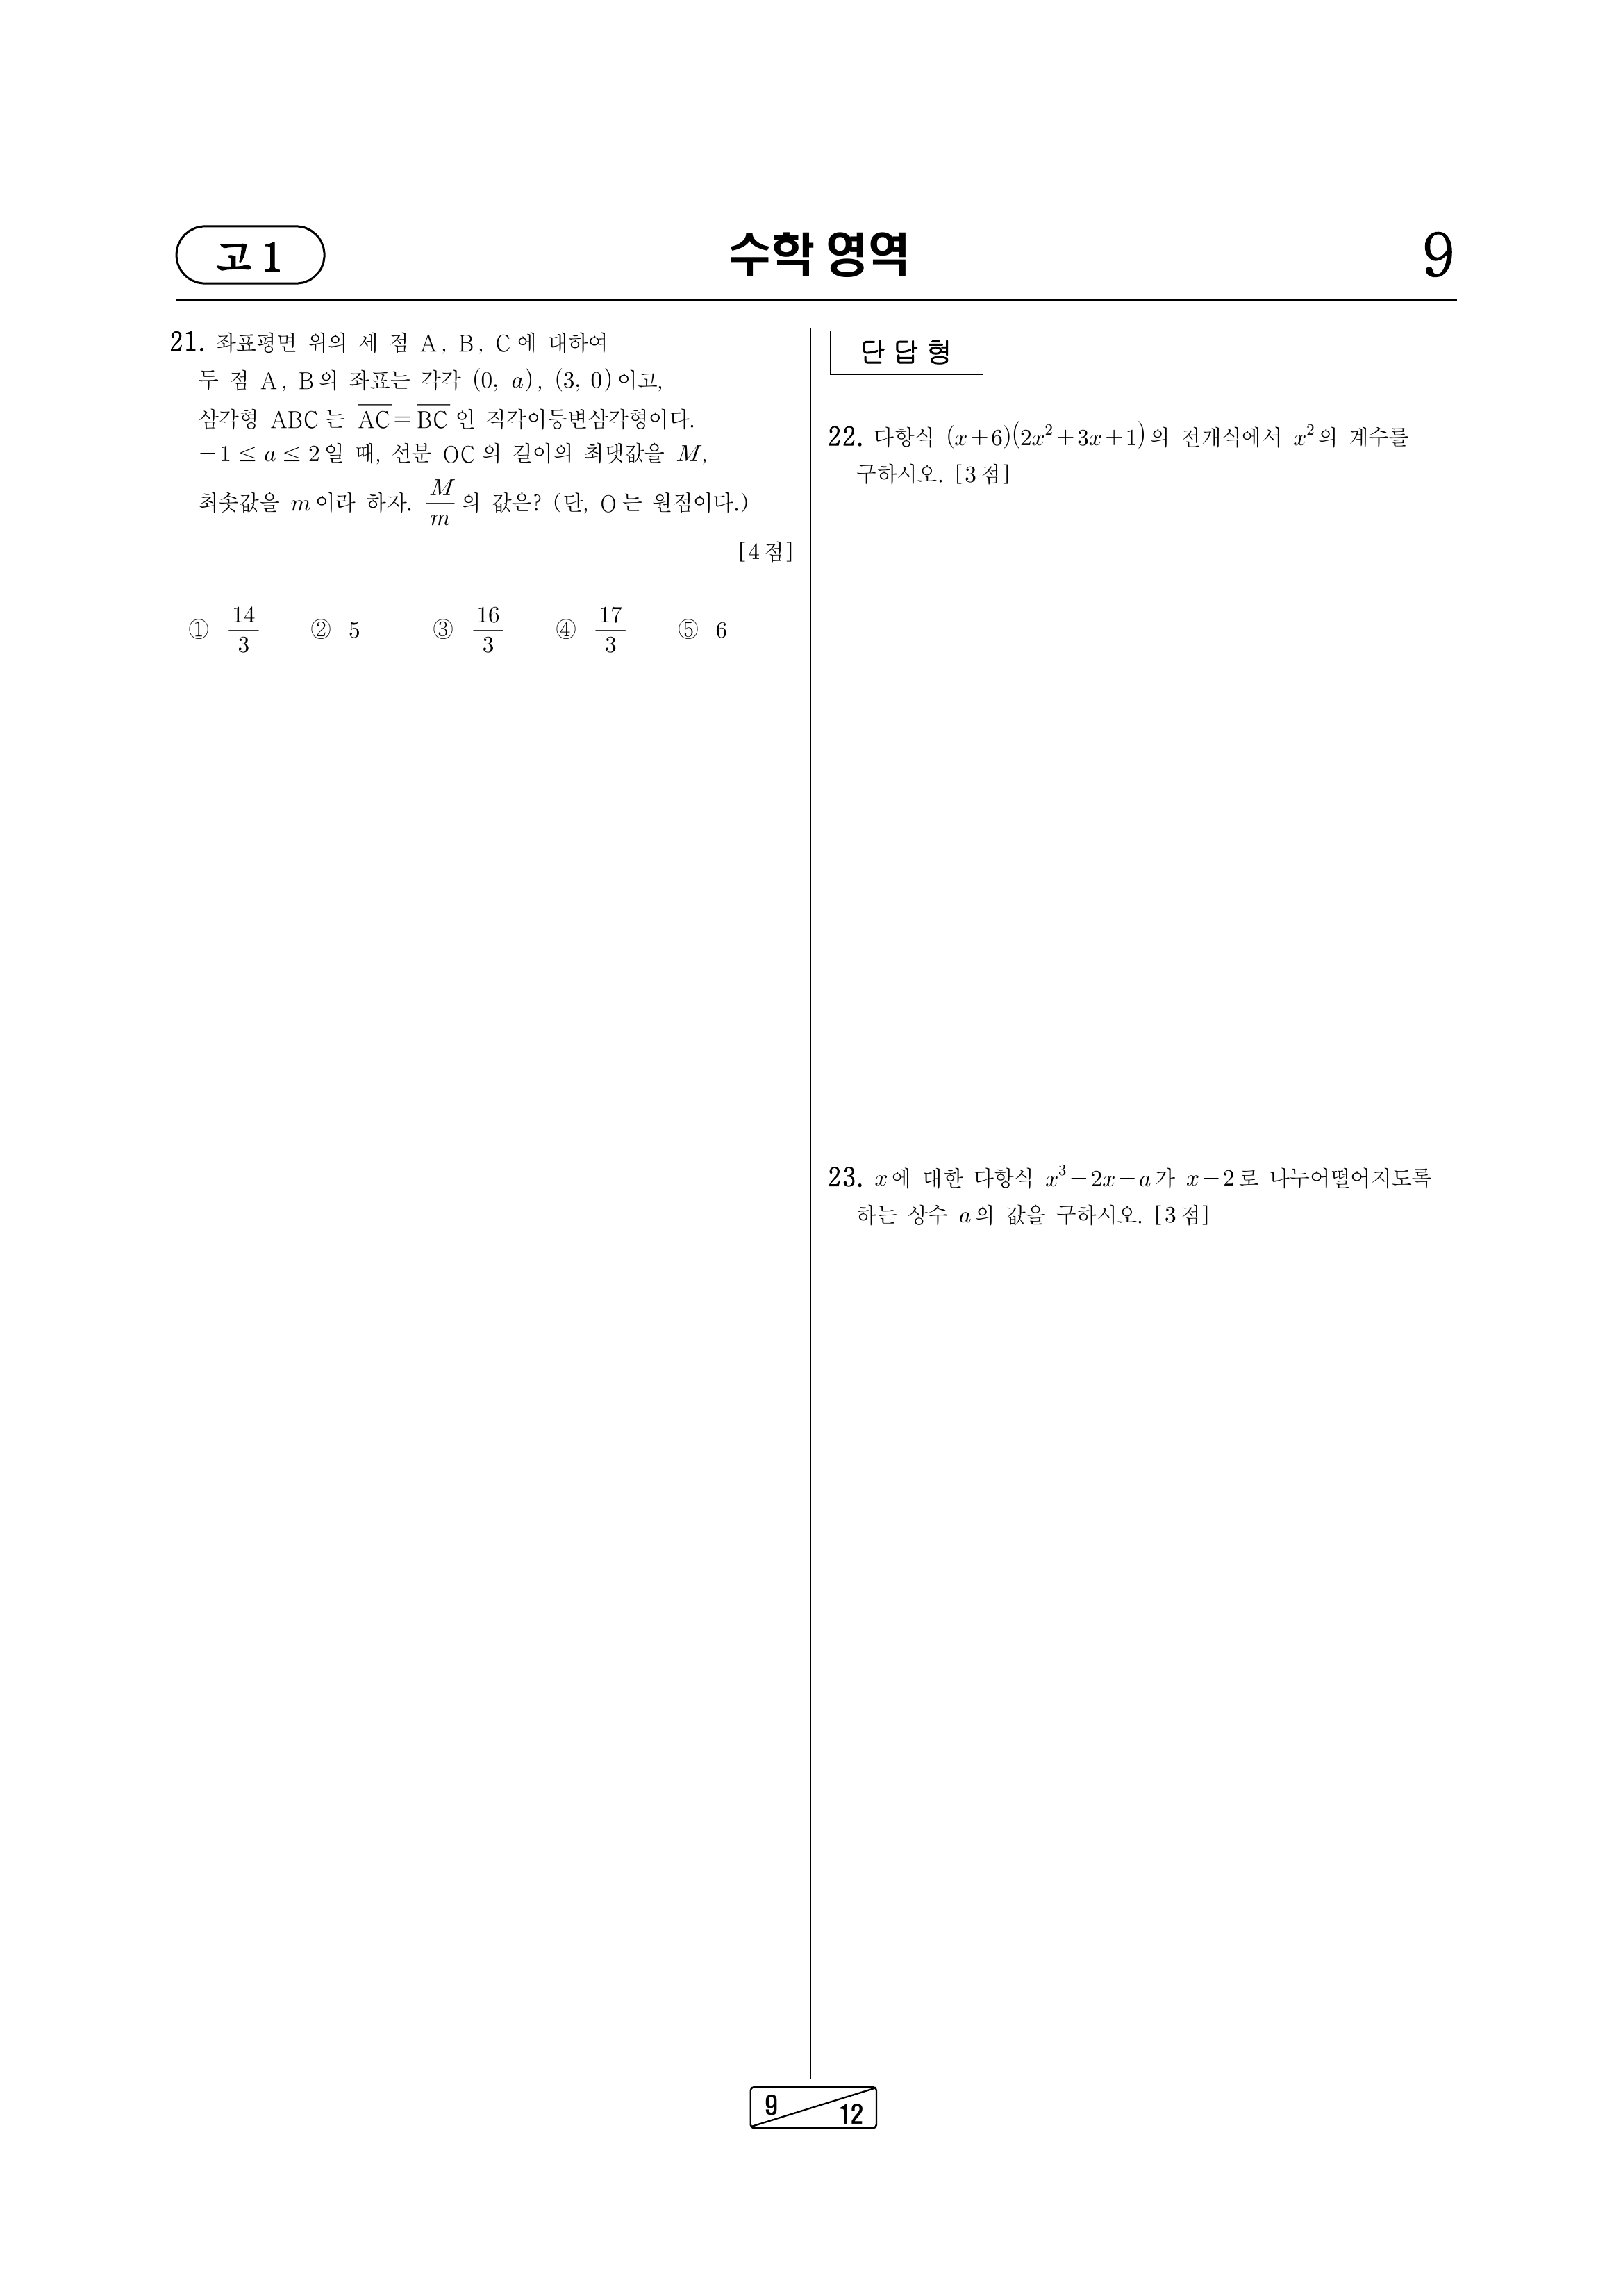 고 1
수학 영역
9
21. 좌표평면 위의 세 점 A, B, C에 대하여
두 점 A, B의 좌표는 각각 (0, a), (3, 0)이고,
삼각형 ABC는 \overline{AC}=\overline{BC}인 직각이등변삼각형이다.
−1 ≤ a ≤ 2일 때, 선분 OC의 길이의 최댓값을 M,
최솟값을 m이라 하자. \frac{M}{m}의 값은? (단, O는 원점이다.)
[4점]
① \frac{14}{3} ② 5 ③ \frac{16}{3} ④ \frac{17}{3} ⑤ 6
단 답 형
22. 다항식 (x+6)(2x²+3x+1)의 전개식에서 x²의 계수를
구하시오. [3점]
23. x에 대한 다항식 x³−2x−a가 x−2로 나누어떨어지도록
하는 상수 a의 값을 구하시오. [3점]
9
12